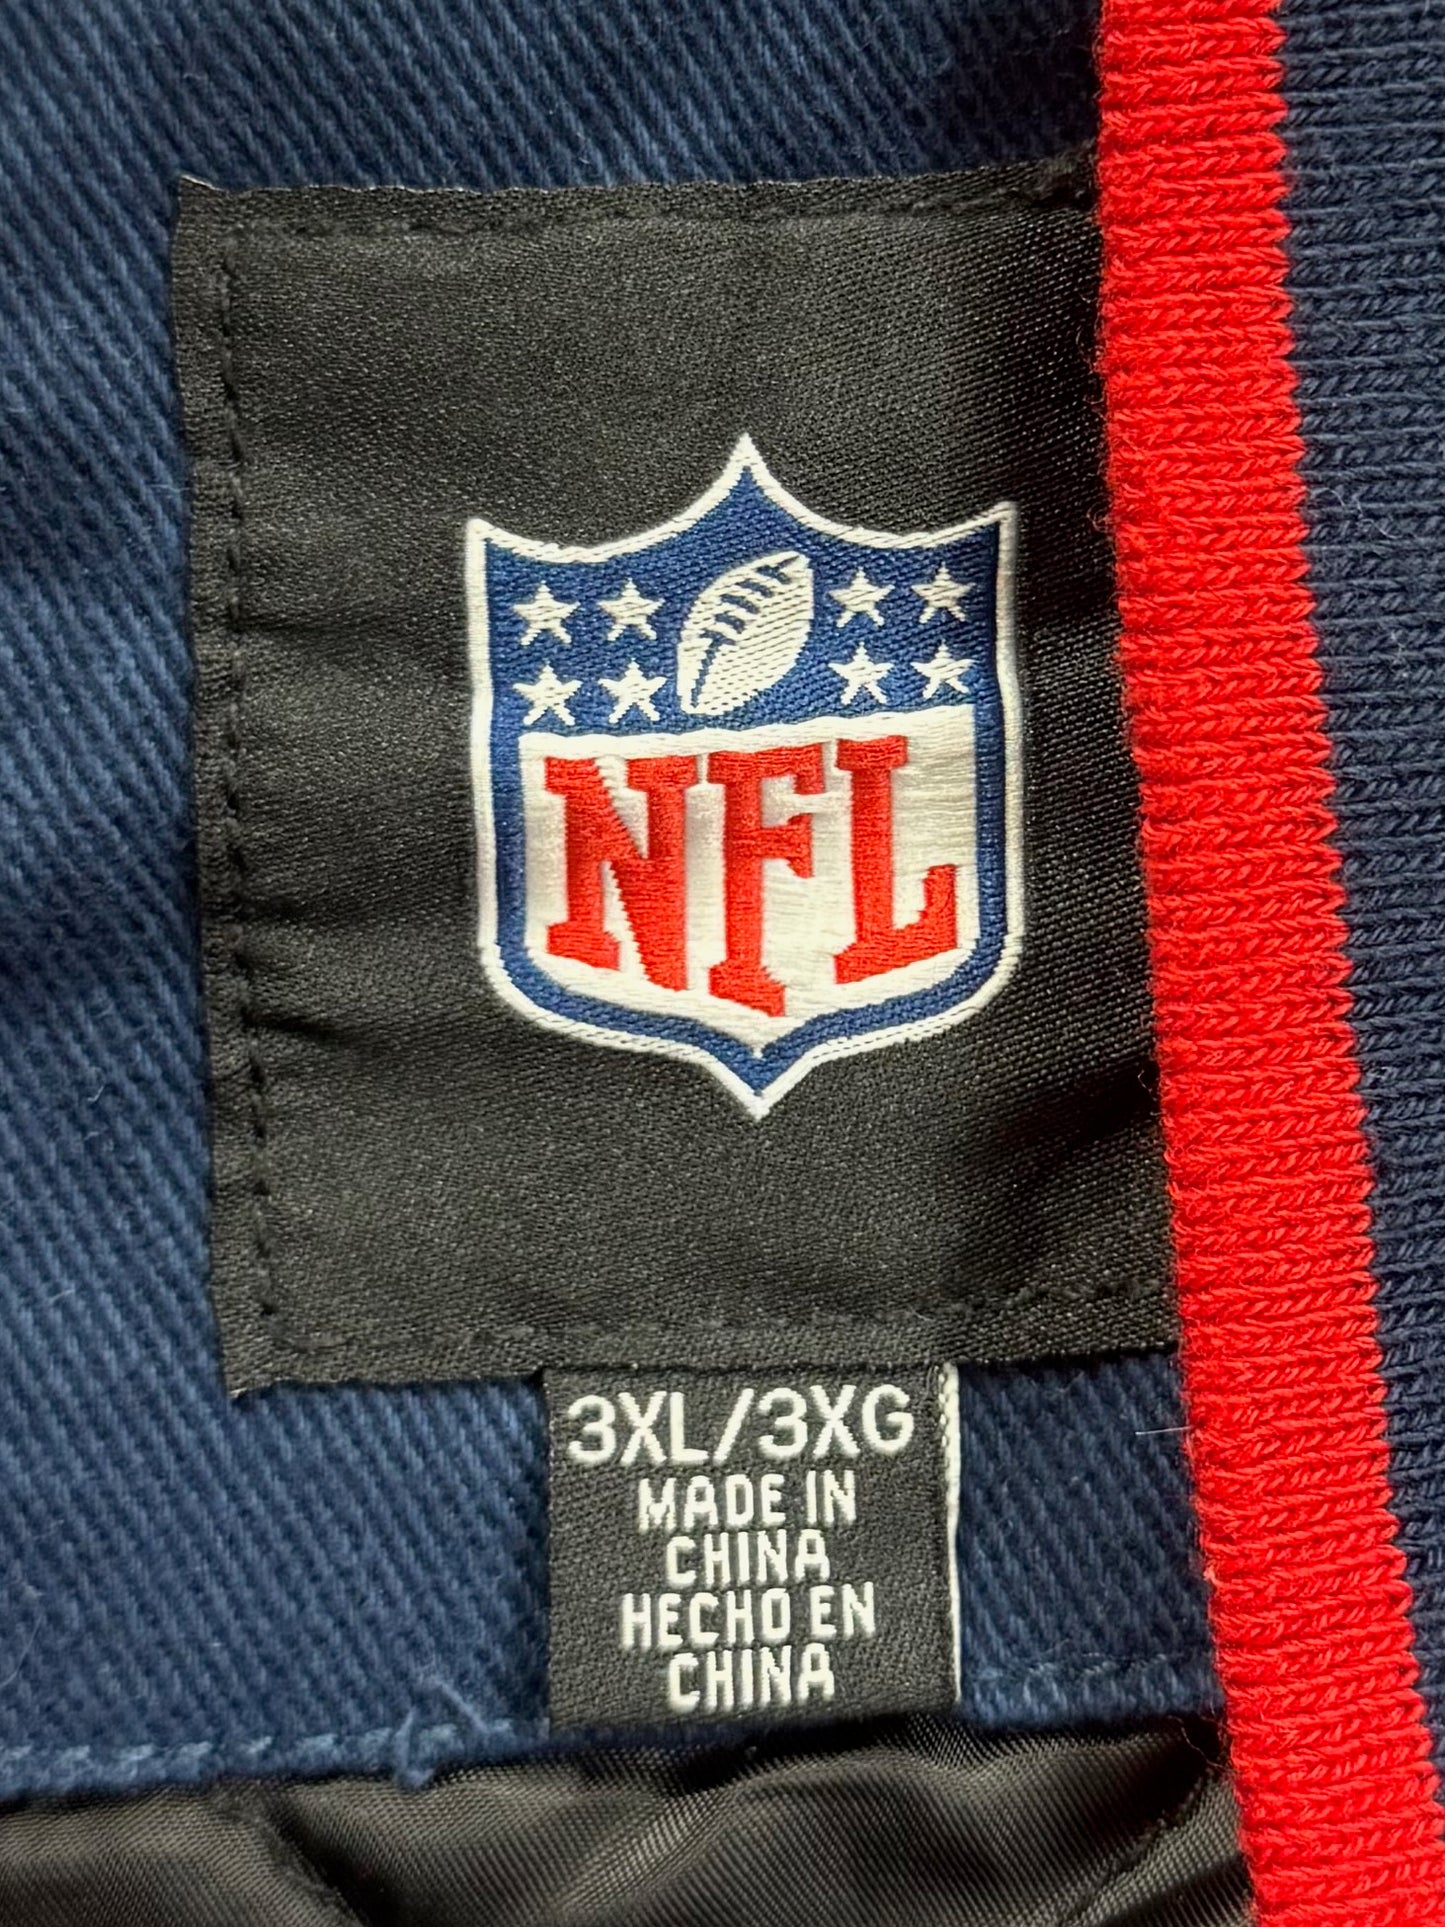 NFL
3XL/3XG
MADE IN
CHINA
HECHO EN
CHINA